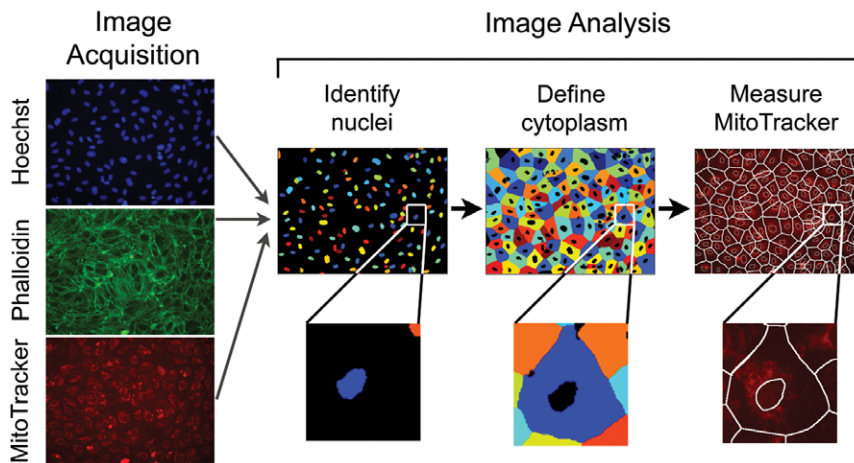 Image
Acquisition
Image Analysis
Identify
nuclei
Define
cytoplasm
Measure
MitoTracker
Hoechst
Phalloidin
MitoTracker